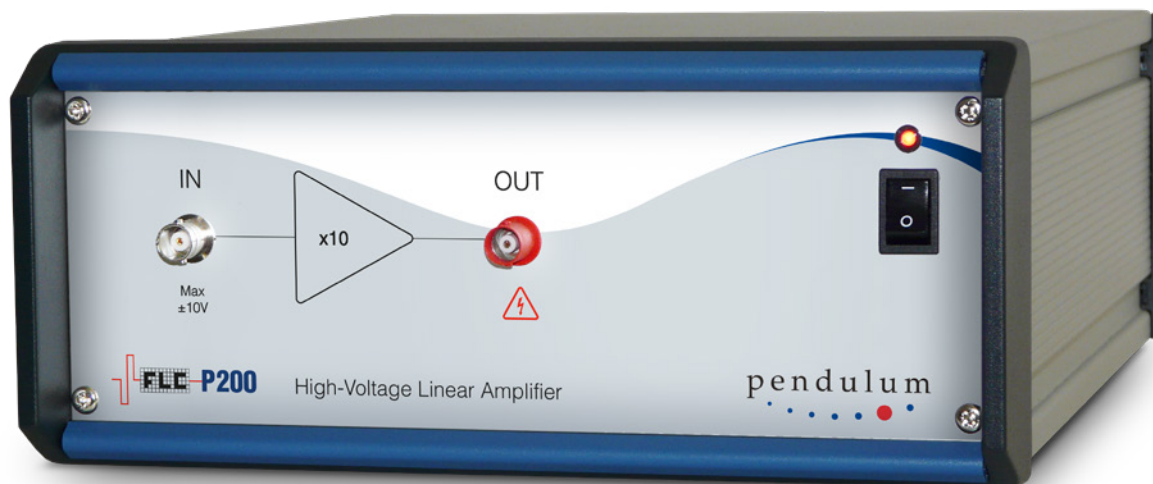 IN
OUT
x10
Max
±10V
FLC P200
High-Voltage Linear Amplifier
pendulum